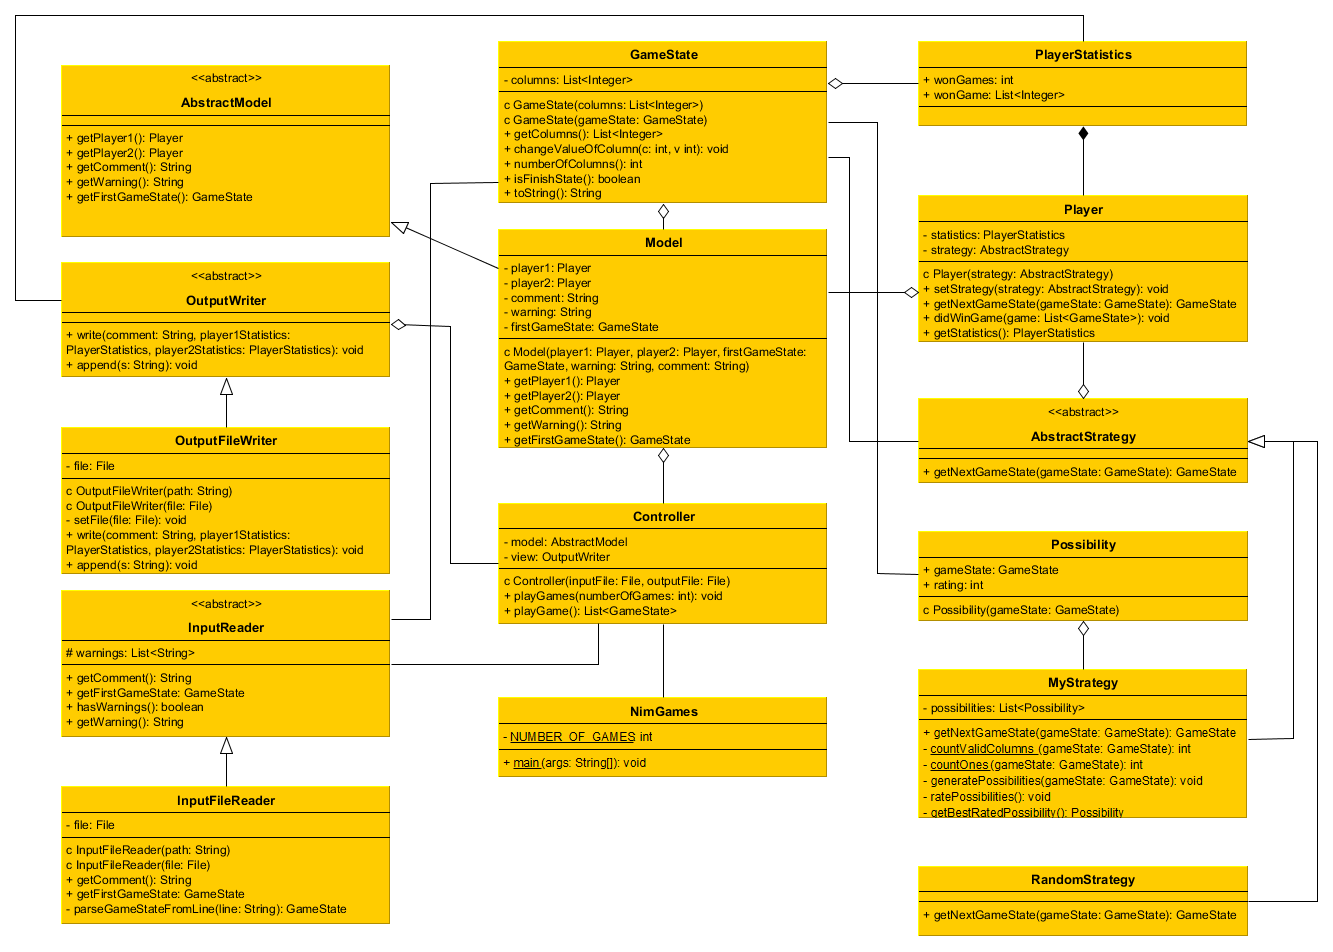 <<abstract>>
AbstractModel
+ getPlayer1(): Player
+ getPlayer2(): Player
+ getComment(): String
+ getWarning(): String
+ getFirstGameState(): GameState
<<abstract>>
OutputWriter
+ write(comment: String, player1Statistics:
PlayerStatistics, player2Statistics: PlayerStatistics): void
+ append(s: String): void
OutputFileWriter
- file: File
c OutputFileWriter(path: String)
c OutputFileWriter(file: File)
- setFile(file: File): void
+ write(comment: String, player1Statistics:
PlayerStatistics, player2Statistics: PlayerStatistics): void
+ append(s: String): void
<<abstract>>
InputReader
# warnings: List<String>
+ getComment(): String
+ getFirstGameState: GameState
+ hasWarnings(): boolean
+ getWarning(): String
InputFileReader
- file: File
c InputFileReader(path: String)
c InputFileReader(file: File)
+ getComment(): String
+ getFirstGameState: GameState
- parseGameStateFromLine(line: String): GameState
GameState
- columns: List<Integer>
c GameState(columns: List<Integer>)
c GameState(gameState: GameState)
+ getColumns(): List<Integer>
+ changeValueOfColumn(c: int, v int): void
+ numberOfColumns(): int
+ isFinishState(): boolean
+ toString(): String
Model
- player1: Player
- player2: Player
- comment: String
- warning: String
- firstGameState: GameState
c Model(player1: Player, player2: Player, firstGameState:
GameState, warning: String, comment: String)
+ getPlayer1(): Player
+ getPlayer2(): Player
+ getComment(): String
+ getWarning(): String
+ getFirstGameState(): GameState
Controller
- model: AbstractModel
- view: OutputWriter
c Controller(inputFile: File, outputFile: File)
+ playGames(numberOfGames: int): void
+ playGame(): List<GameState>
NimGames
- NUMBER_OF_GAMES int
+ main(args: String[]): void
PlayerStatistics
+ wonGames: int
+ wonGame: List<Integer>
Player
- statistics: PlayerStatistics
- strategy: AbstractStrategy
c Player(strategy: AbstractStrategy)
+ setStrategy(strategy: AbstractStrategy): void
+ getNextGameState(gameState: GameState): GameState
+ didWinGame(game: List<GameState>): void
+ getStatistics(): PlayerStatistics
<<abstract>>
AbstractStrategy
+ getNextGameState(gameState: GameState): GameState
Possibility
+ gameState: GameState
+ rating: int
c Possibility(gameState: GameState)
MyStrategy
- possibilities: List<Possibility>
+ getNextGameState(gameState: GameState): GameState
- countValidColumns (gameState: GameState): int
- countOnes(gameState: GameState): int
- generatePossibilities(gameState: GameState): void
- ratePossibilities(): void
- getBestRatedPossibility(): Possibility
RandomStrategy
+ getNextGameState(gameState: GameState): GameState